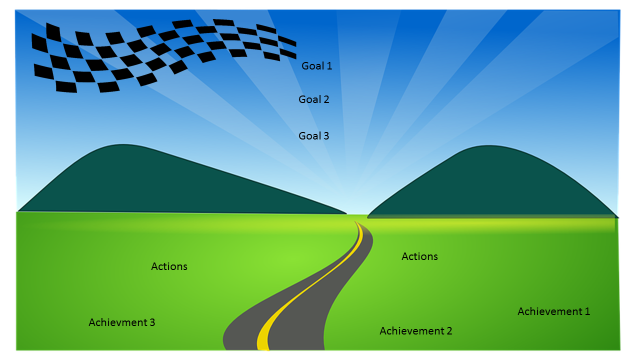 Goal 1
Goal 2
Goal 3
Actions
Actions
Achievement 1
Achievment 3
Achievement 2